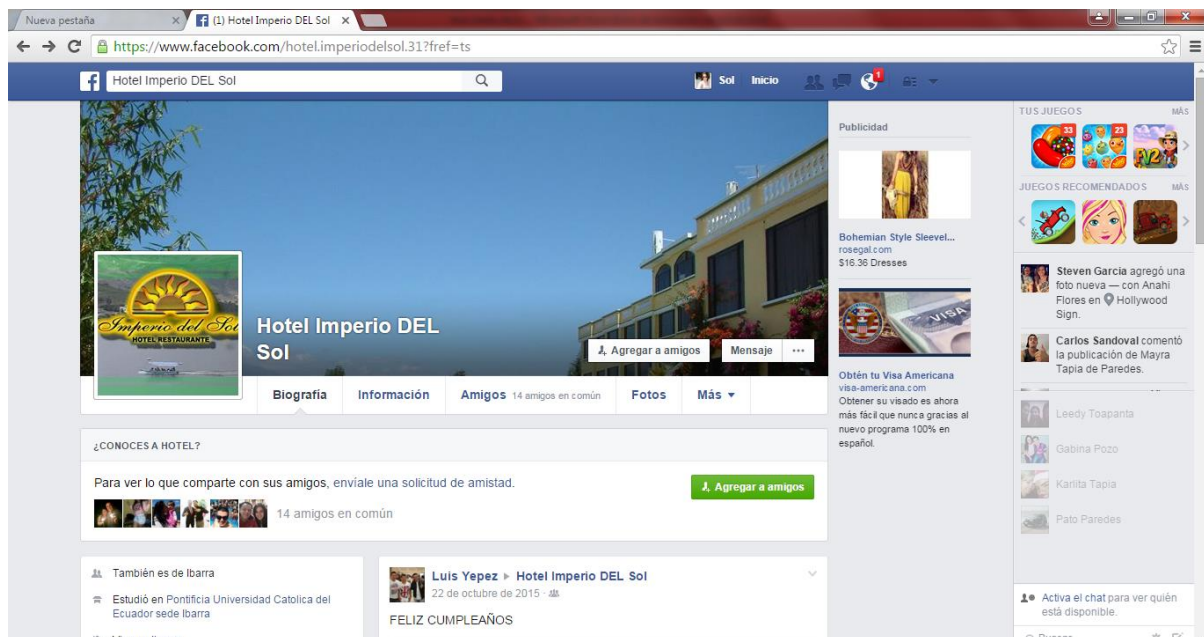 Nueva pestaña
(1) Hotel Imperio DEL Sol
https://www.facebook.com/hotel.imperiodelsol.31?fref=ts
Hotel Imperio DEL Sol
Sol Inicio
1
Imperio del Sol
HOTEL RESTAURANTE
Hotel Imperio DEL
Sol
Agregar a amigos
Mensaje
Biografía
Información
Amigos 14 amigos en común
Fotos
Más
¿CONOCES A HOTEL?
Para ver lo que comparte con sus amigos, envíale una solicitud de amistad.
Agregar a amigos
14 amigos en común
También es de Ibarra
Estudió en Pontificia Universidad Catolica del
Ecuador sede Ibarra
Luis Yepez Hotel Imperio DEL Sol
22 de octubre de 2015
FELIZ CUMPLEAÑOS
Publicidad
Bohemian Style Sleevel...
rosegal.com
$16.36 Dresses
VISA
Obtén tu Visa Americana
visa-americana.com
Obtener su visado es ahora
más fácil que nunca gracias al
nuevo programa 100% en
español.
TUS JUEGOS MÁS
33
23
FV2
JUEGOS RECOMENDADOS MÁS
Steven Garcia agregó una
foto nueva — con Anahi
Flores en Hollywood
Sign.
Carlos Sandoval comentó
la publicación de Mayra
Tapia de Paredes.
Leedy Toapanta
Gabina Pozo
Karlita Tapia
Pato Paredes
Activa el chat para ver quién
está disponible.